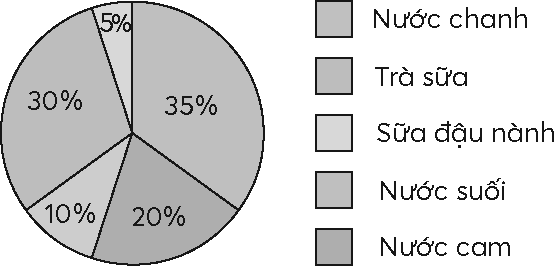 5%
30%
35%
10%
20%
Nước chanh
Trà sữa
Sữa đậu nành
Nước suối
Nước cam